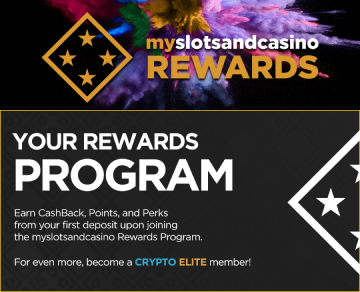 myslotsandcasino
REWARDS
YOUR REWARDS
PROGRAM
Earn CashBack, Points, and Perks
from your first deposit upon joining
the myslotsandcasino Rewards Program.
For even more, become a CRYPTO ELITE member!